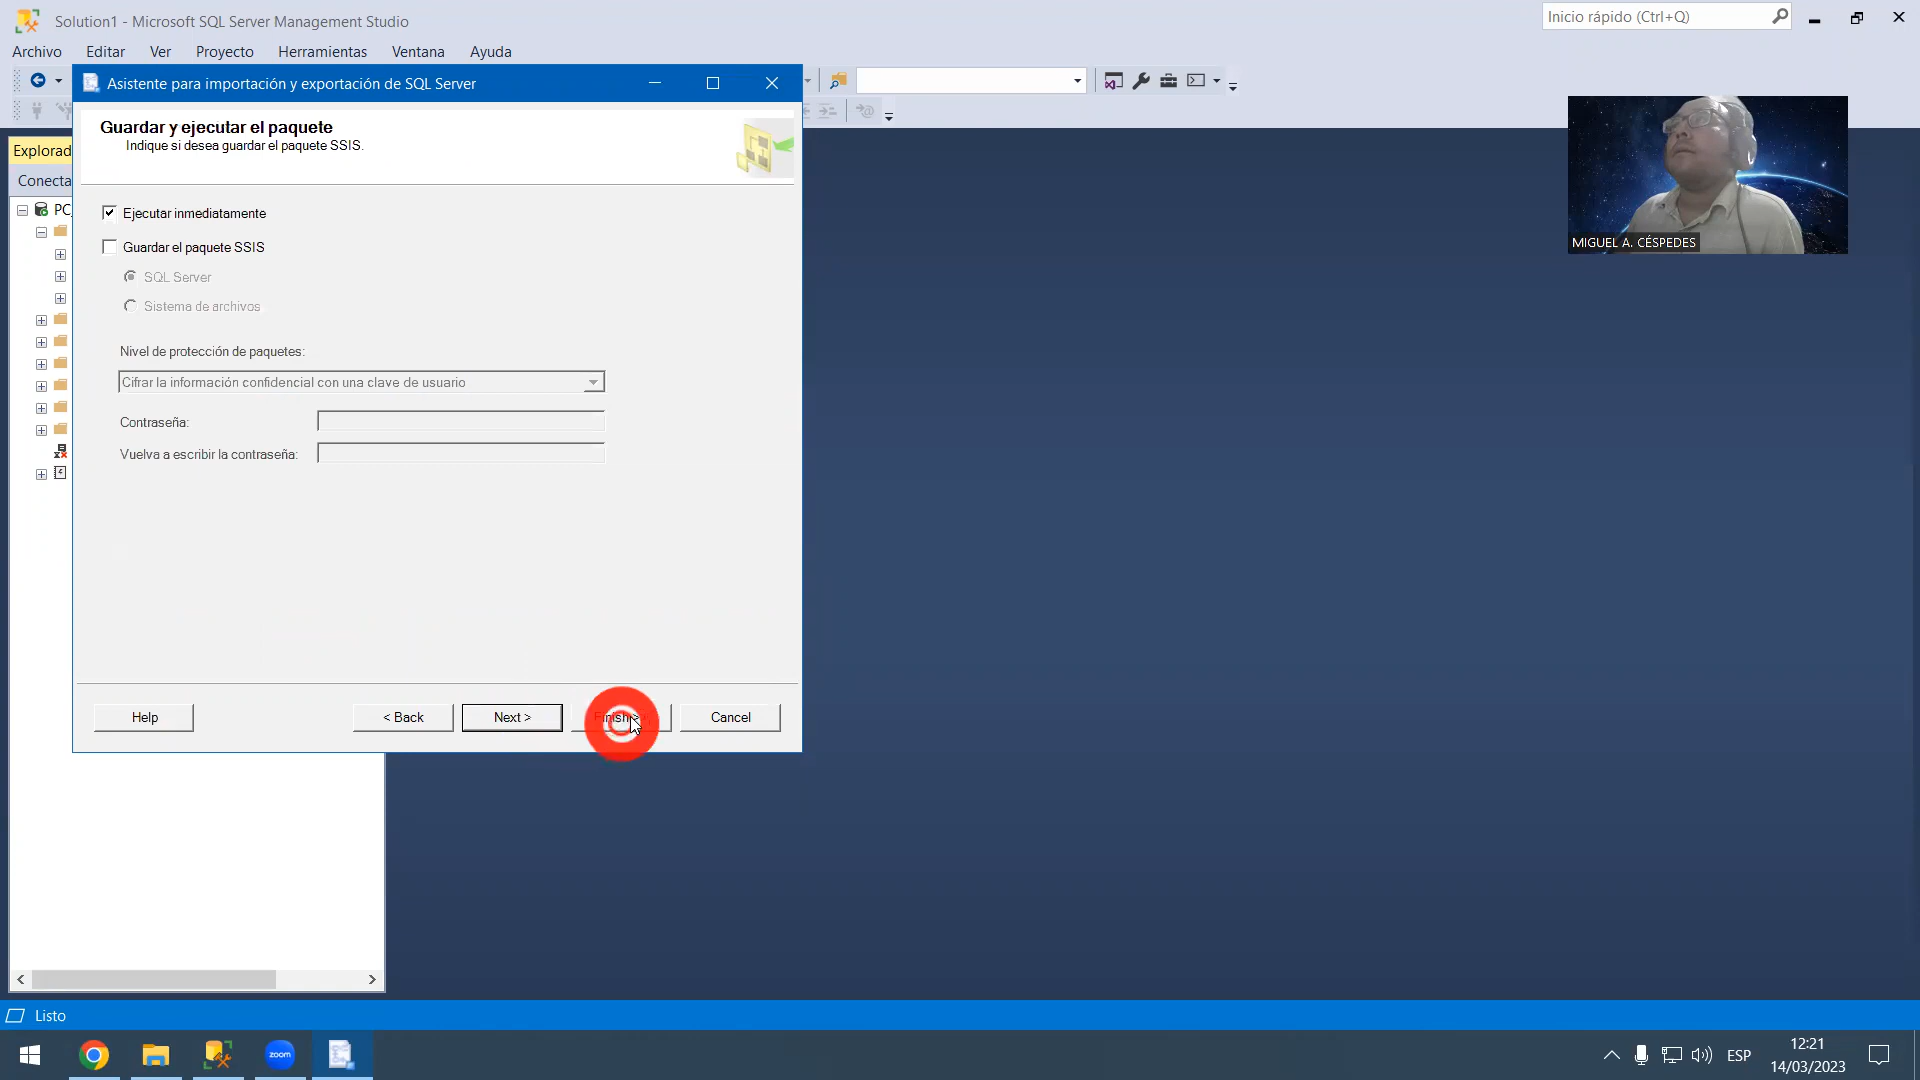 Solution1 - Microsoft SQL Server Management Studio
Inicio rápido (Ctrl+Q)
Archivo Editar Ver Proyecto Herramientas Ventana Ayuda
Asistente para importación y exportación de SQL Server
Guardar y ejecutar el paquete
Indique si desea guardar el paquete SSIS.
Explorad
Conecta
PC_
Ejecutar inmediatamente
Guardar el paquete SSIS
SQL Server
Sistema de archivos
Nivel de protección de paquetes:
Cifrar la información confidencial con una clave de usuario
Contraseña:
Vuelva a escribir la contraseña:
MIGUEL A. CÉSPEDES
Help < Back Next > Finish > Cancel
Listo
zoom
ESP
12:21
14/03/2023